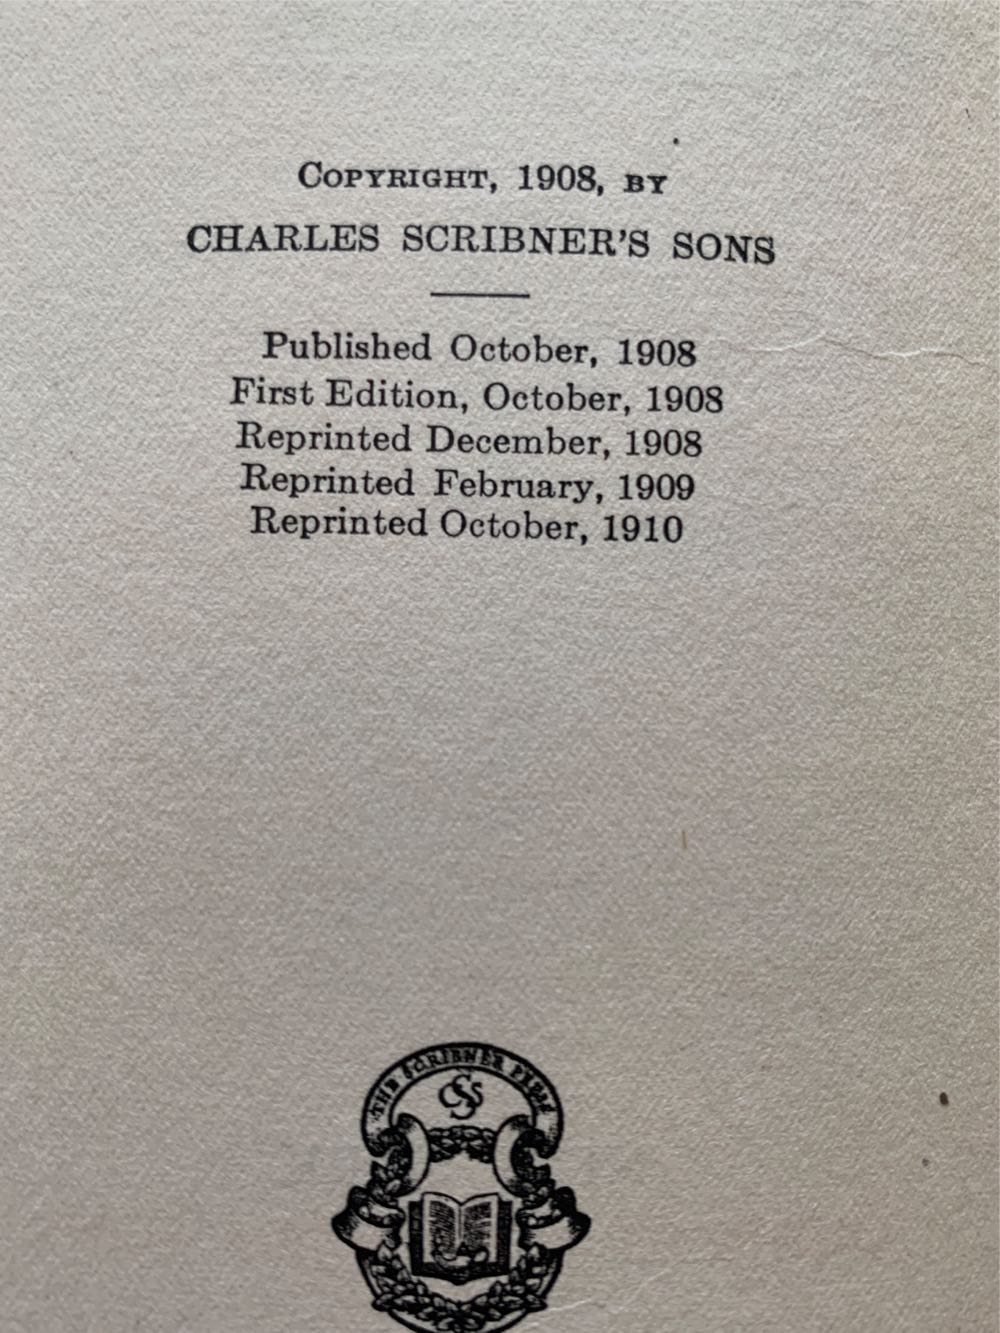 COPYRIGHT, 1908, BY
CHARLES SCRIBNER'S SONS
Published October, 1908
First Edition, October, 1908
Reprinted December, 1908
Reprinted February, 1909
Reprinted October, 1910
THE SCRIBNER PRESS
CSS